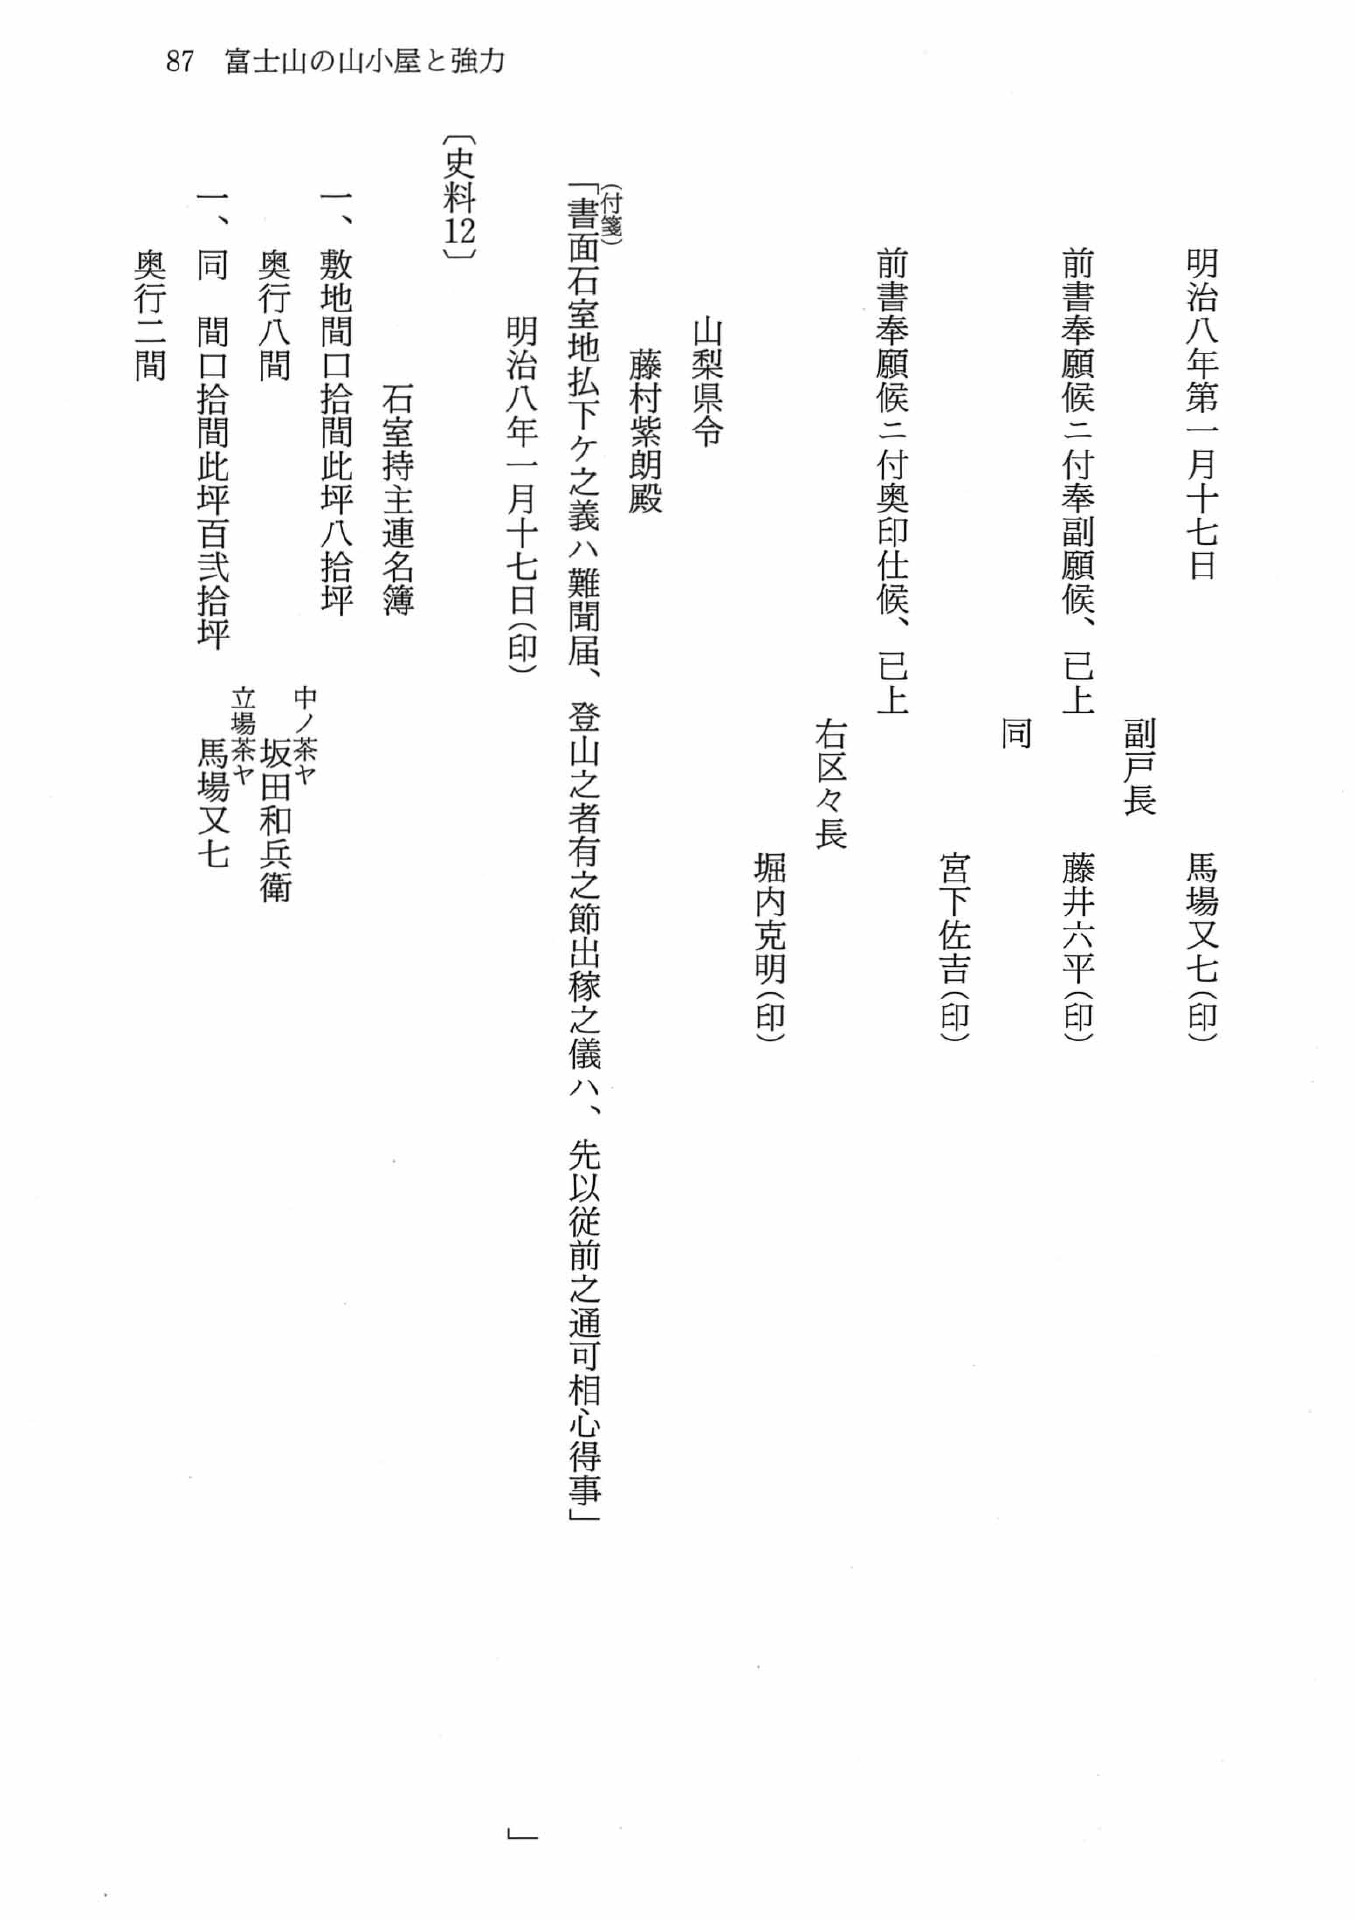 87　富士山の山小屋と強力
明治八年第一月十七日　馬場又七（印）
副戸長
前書奉願候ニ付奉副願候、已上　藤井六平（印）
同
宮下佐吉（印）
前書奉願候ニ付奥印仕候、已上
右区々長
堀内克明（印）
山梨県令
藤村紫朗殿
（付箋）
「書面石室地払下ケ之義ハ難聞届、登山之者有之節出稼之儀ハ、先以従前之通可相心得事」
明治八年一月十七日（印）　」
〔史料12〕
石室持主連名簿
一、敷地間口拾間此坪八拾坪
中ノ茶ヤ
奥行八間　坂田和兵衛
立場茶ヤ
一、同　間口拾間此坪百弐拾坪　馬場又七
奥行二間